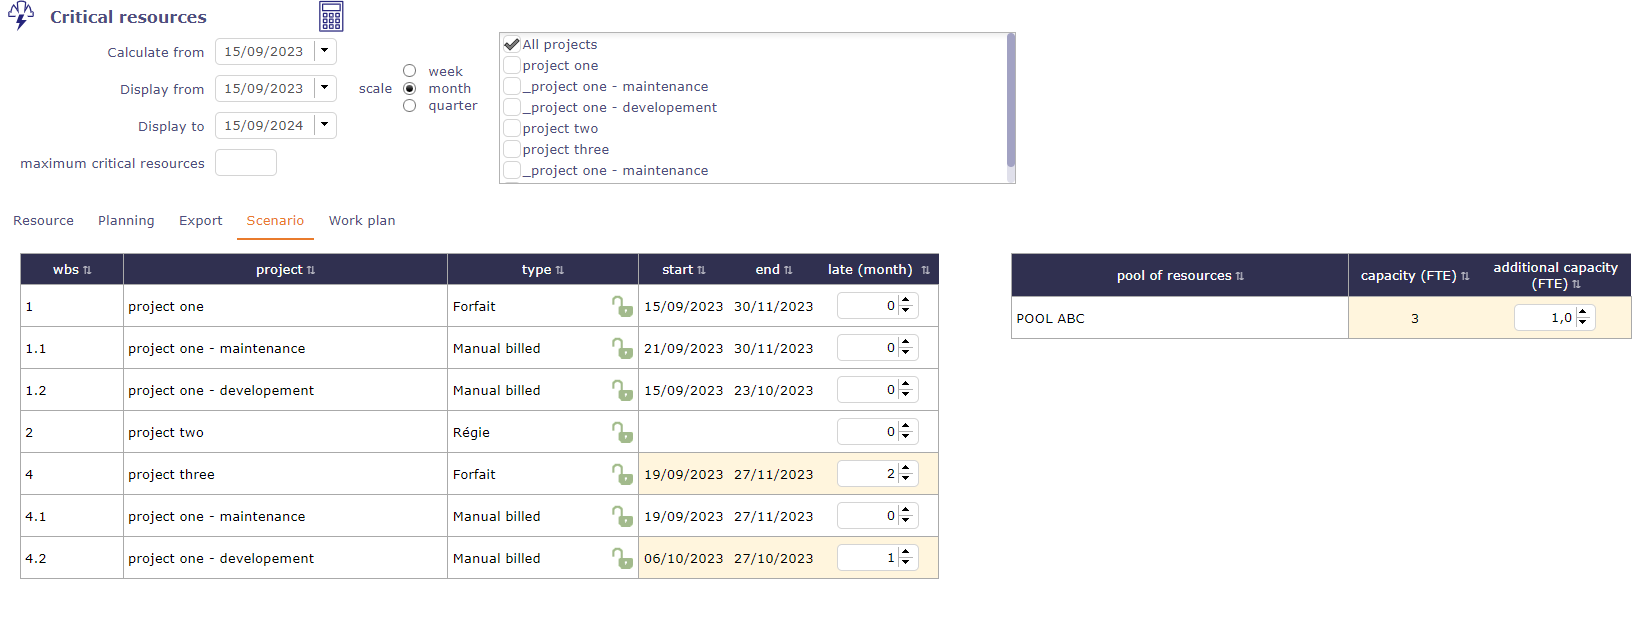 Critical resources
Calculate from 15/09/2023
Display from 15/09/2023
Display to 15/09/2024
maximum critical resources
scale
week
month
quarter
All projects
project one
_project one - maintenance
_project one - developement
project two
project three
_project one - maintenance
Resource Planning Export Scenario Work plan
wbs project type start end late (month)
1 project one Forfait 15/09/2023 30/11/2023 0
1.1 project one - maintenance Manual billed 21/09/2023 30/11/2023 0
1.2 project one - developement Manual billed 15/09/2023 23/10/2023 0
2 project two Régie 0
4 project three Forfait 19/09/2023 27/11/2023 2
4.1 project one - maintenance Manual billed 19/09/2023 27/11/2023 0
4.2 project one - developement Manual billed 06/10/2023 27/10/2023 1
pool of resources capacity (FTE) additional capacity
(FTE)
POOL ABC 3 1,0